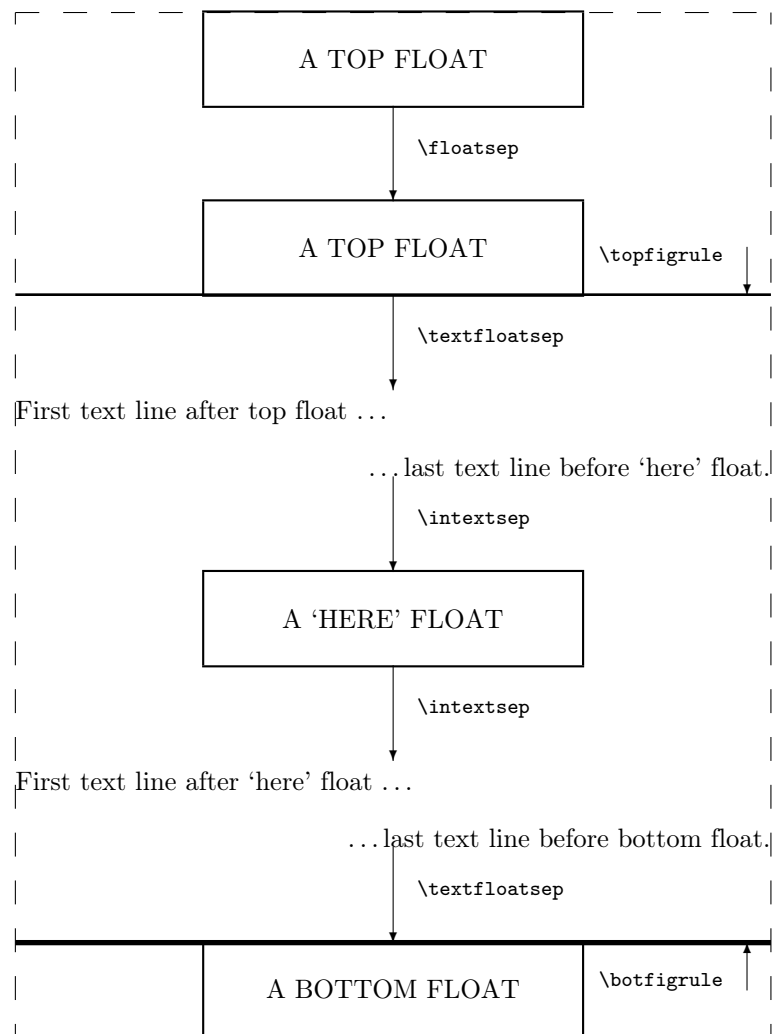 A TOP FLOAT
\floatsep
A TOP FLOAT
\topfigrule
\textfloatsep
First text line after top float …
…last text line before ‘here’ float.
\intextsep
A ‘HERE’ FLOAT
\intextsep
First text line after ‘here’ float …
…last text line before bottom float.
\textfloatsep
A BOTTOM FLOAT
\botfigrule